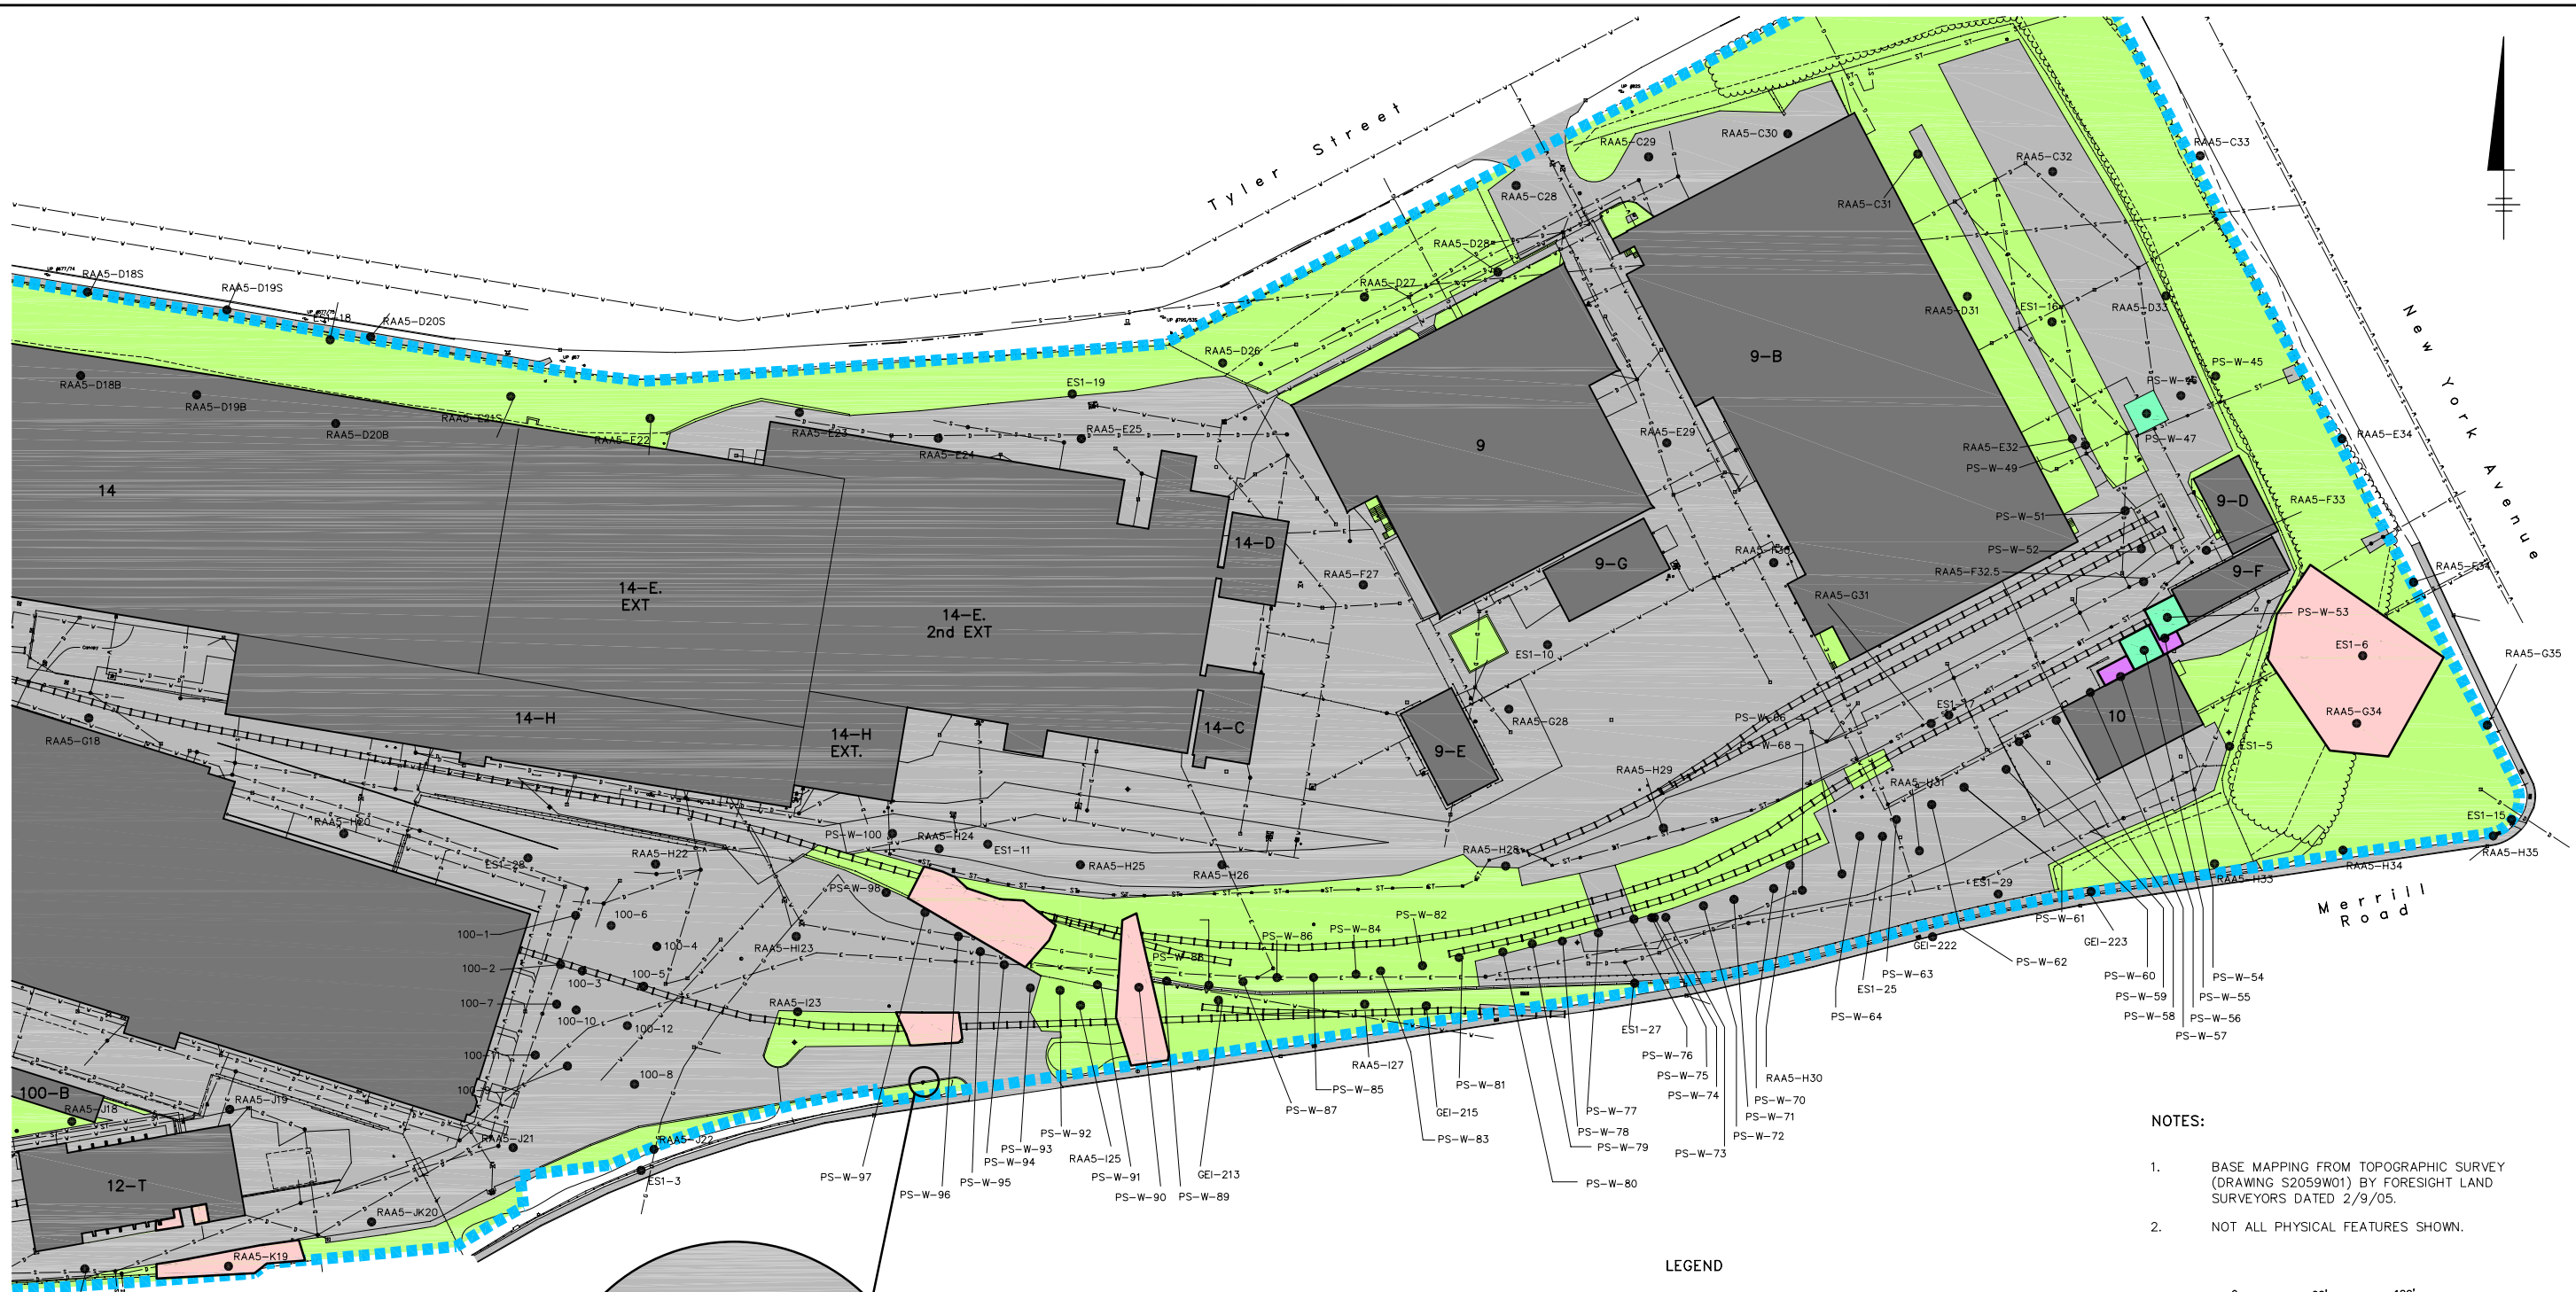 Tyler Street
New York Avenue
Merrill
Road
RAA5-C33
RAA5-C30
RAA5-C29
RAA5-C32
RAA5-C28
RAA5-C31
RAA5-D28
RAA5-D27
RAA5-D18S
RAA5-D19S
ES1-18
RAA5-D20S
RAA5-D31
ES1-16
RAA5-D33
RAA5-D26
9-B
PS-W-45
RAA5-D18B
RAA5-D19B
RAA5-D20B
RAA5-E21S
RAA5-E22
ES1-19
RAA5-E23
RAA5-E24
RAA5-E25
9
RAA5-E29
PS-W-47
RAA5-E34
RAA5-E32
PS-W-49
14
9-D
RAA5-F33
PS-W-51
14-D
PS-W-52
9-G
RAA5-F32.5
9-F
RAA5-F34
RAA5-F27
14-E.
EXT
14-E.
2nd EXT
RAA5-G31
PS-W-53
ES1-10
ES1-6
RAA5-G35
14-H
14-H
EXT.
14-C
RAA5-G28
10
RAA5-G34
RAA5-G18
9-E
PS-W-68
ES1-5
RAA5-H29
RAA5-H31
RAA5-H20
PS-W-100
RAA5-H24
ES1-11
ES1-15
RAA5-H35
ES1-28
RAA5-H22
RAA5-H25
RAA5-H26
RAA5-H28
RAA5-H34
RAA5-H33
PS-W-98
ES1-29
PS-W-61
GEI-223
GEI-222
100-6
100-1
100-4
RAA5-HI23
PS-W-82
PS-W-86
PS-W-84
PS-W-88
100-2
100-3
100-5
100-7
100-10
100-12
100-11
100-8
100-9
RAA5-I23
PS-W-62
PS-W-63
ES1-25
PS-W-64
PS-W-60
PS-W-59
PS-W-58
PS-W-54
PS-W-55
PS-W-56
PS-W-57
ES1-27
PS-W-76
PS-W-75
PS-W-74
PS-W-73
RAA5-H30
PS-W-70
PS-W-71
PS-W-72
RAA5-I27
PS-W-85
PS-W-87
PS-W-81
GEI-215
PS-W-83
PS-W-77
PS-W-78
PS-W-79
PS-W-80
100-B
RAA5-J18
RAA5-J19
RAA5-J21
RAA5-J22
ES1-3
PS-W-92
PS-W-93
PS-W-94
RAA5-I25
PS-W-91
PS-W-90
GEI-213
PS-W-89
PS-W-97
PS-W-96
PS-W-95
12-T
RAA5-JK20
RAA5-K19
NOTES:
1. BASE MAPPING FROM TOPOGRAPHIC SURVEY
(DRAWING S2059W01) BY FORESIGHT LAND
SURVEYORS DATED 2/9/05.
2. NOT ALL PHYSICAL FEATURES SHOWN.
LEGEND